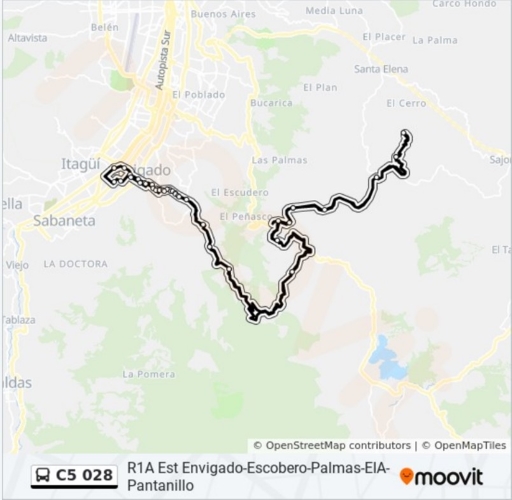 Buenos Aires
Media Luna
Carco Hondo
Belén
Altavista
El Placer
La Palma
Autopista Sur
Santa Elena
El Plan
El Poblado
Bucarica
El Cerro
Itagüí
Envigado
Las Palmas
Sajo
ella
Sabaneta
El Escudero
El Peñasco
El Ta
Viejo
LA DOCTORA
Tablaza
La Pomera
aldas
© OpenStreetMap contributors | © OpenMapTiles
C5 028
R1A Est Envigado-Escobero-Palmas-EIA-
Pantanillo
moovit